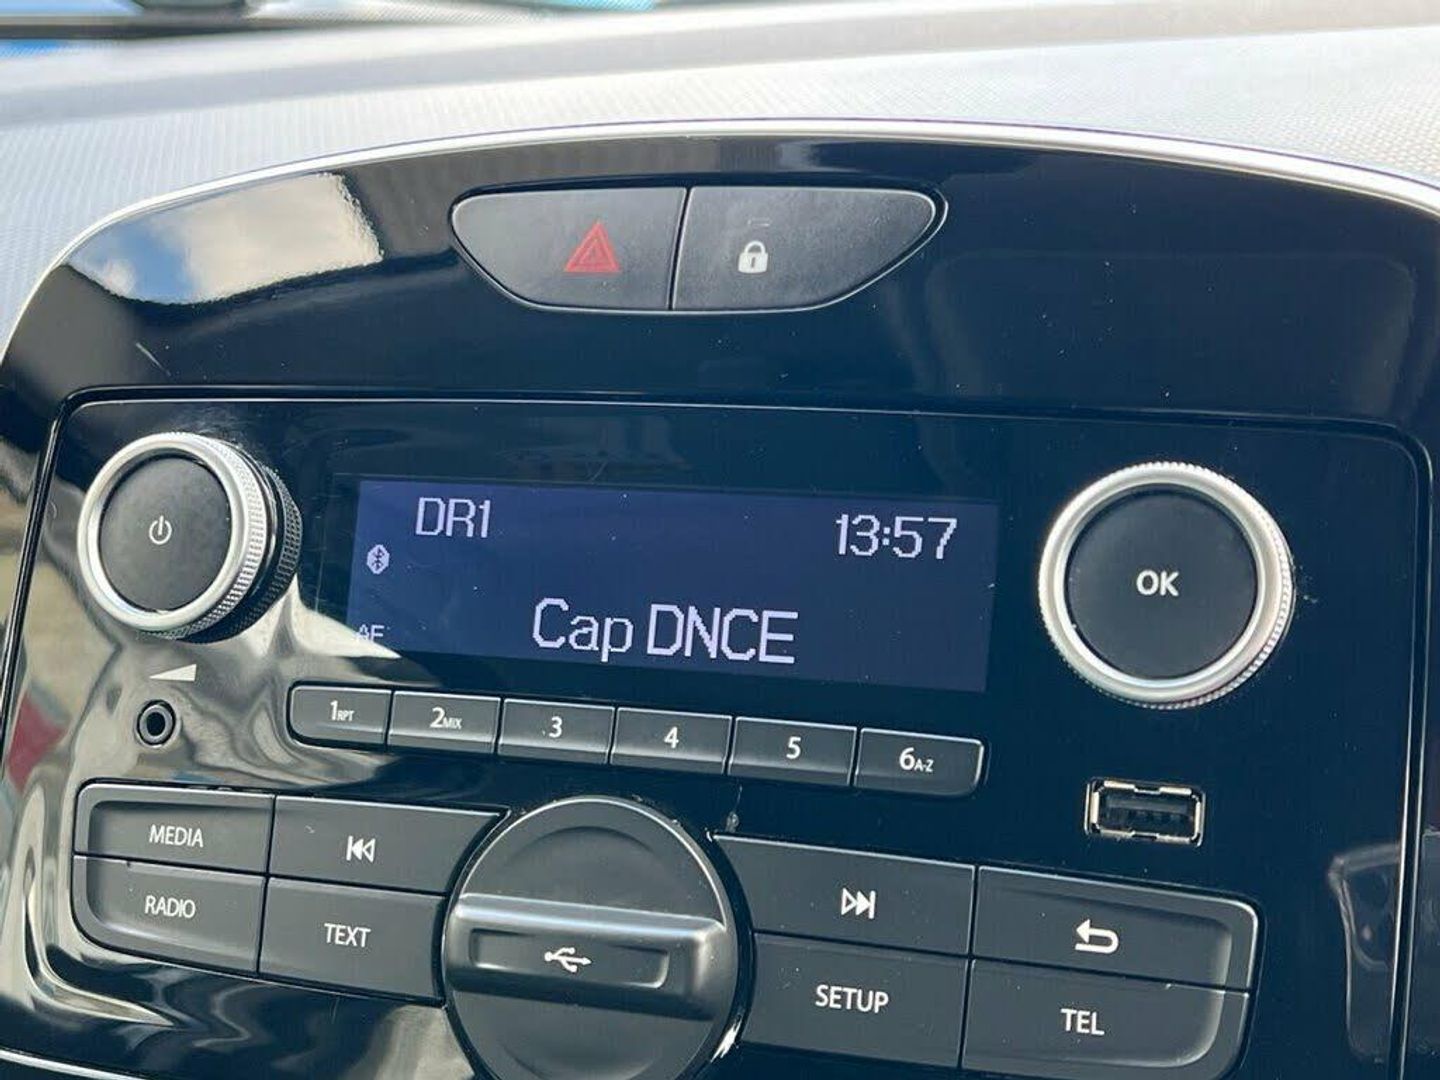 DR1 13:57
AF
Cap DNCE
OK
1RPT 2MIX 3 4 5 6A-Z
MEDIA
RADIO TEXT
SETUP TEL